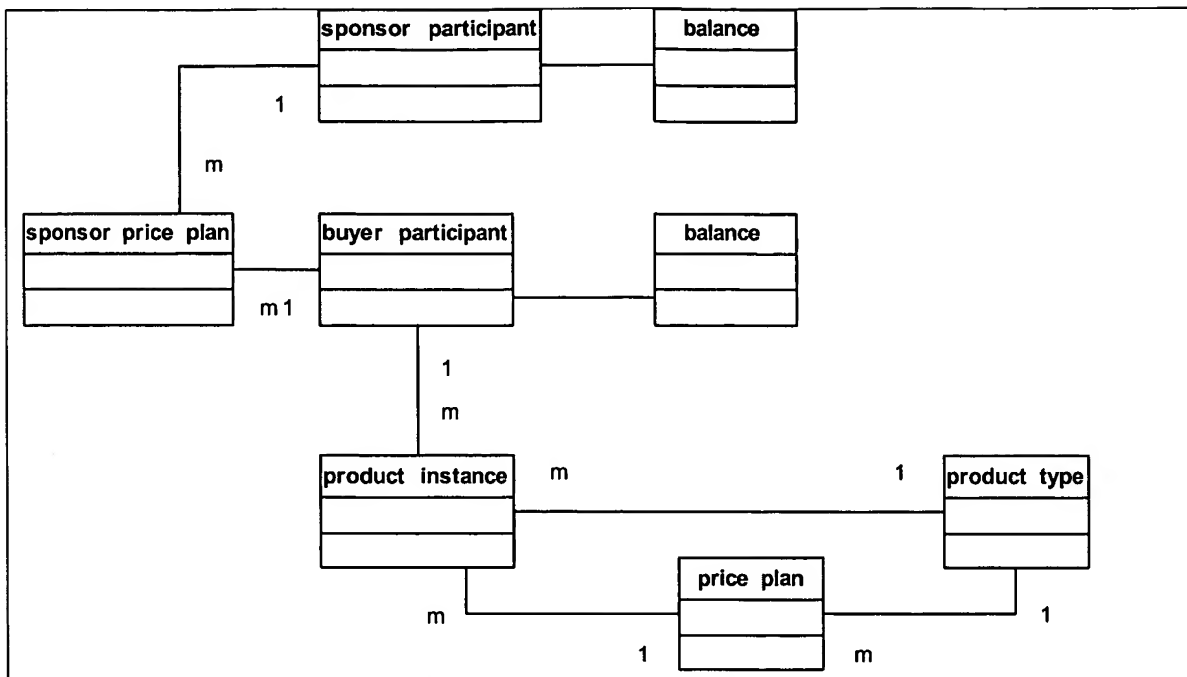 sponsor participant
balance
1
m
sponsor price plan
buyer participant
balance
m 1
1
m
product instance
m
1
product type
price plan
m
1
1
m